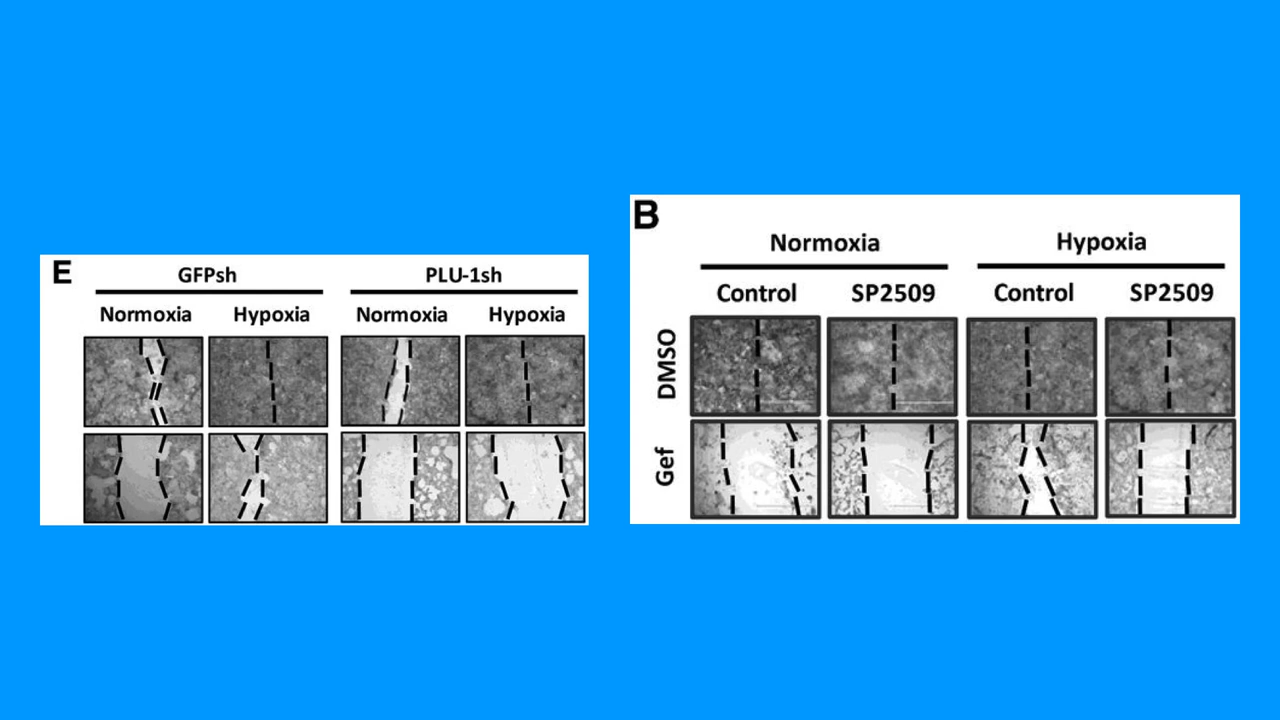 E
GFPsh PLU-1sh
Normoxia Hypoxia Normoxia Hypoxia
B
Normoxia Hypoxia
Control SP2509 Control SP2509
DMSO
Gef